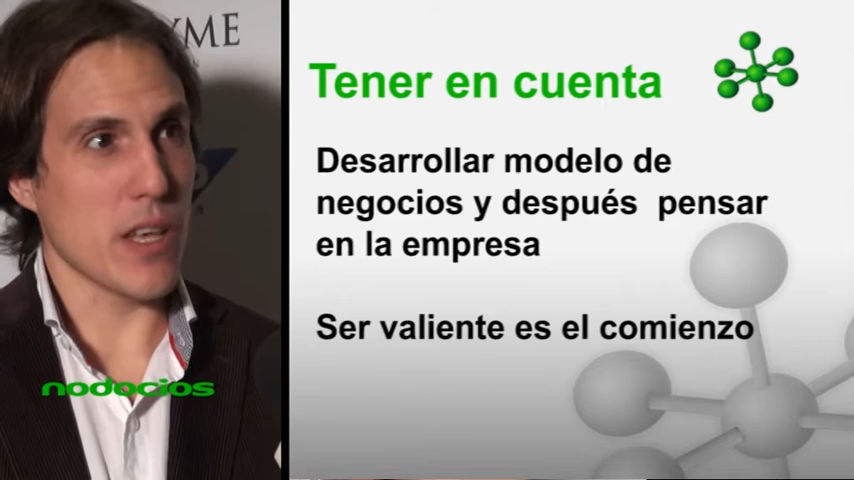 YME
Tener en cuenta
Desarrollar modelo de
negocios y después pensar
en la empresa
Ser valiente es el comienzo
nodocios